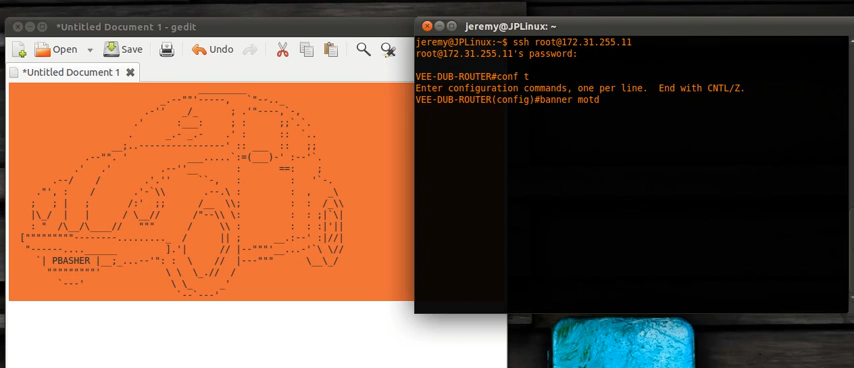 *Untitled Document 1 - gedit
Open
Save
Undo
*Untitled Document 1
PBASHER
jeremy@JPLinux: ~
jeremy@JPLinux:~$ ssh root@172.31.255.11
root@172.31.255.11's password:
VEE-DUB-ROUTER#conf t
Enter configuration commands, one per line.  End with CNTL/Z.
VEE-DUB-ROUTER(config)#banner motd